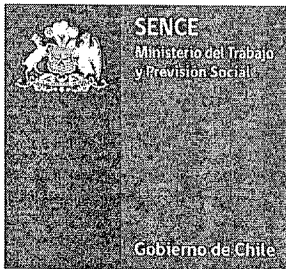 SENCE
Ministerio del Trabajo
y Previsión Social
Gobierno de Chile